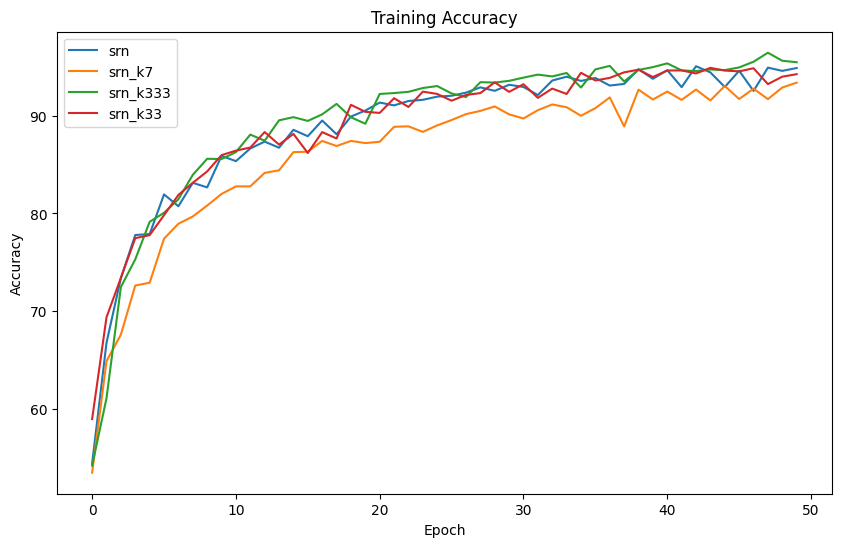 Training Accuracy
srn
srn_k7
srn_k333
srn_k33
Accuracy
90
80
70
60
0 10 20 30 40 50
Epoch